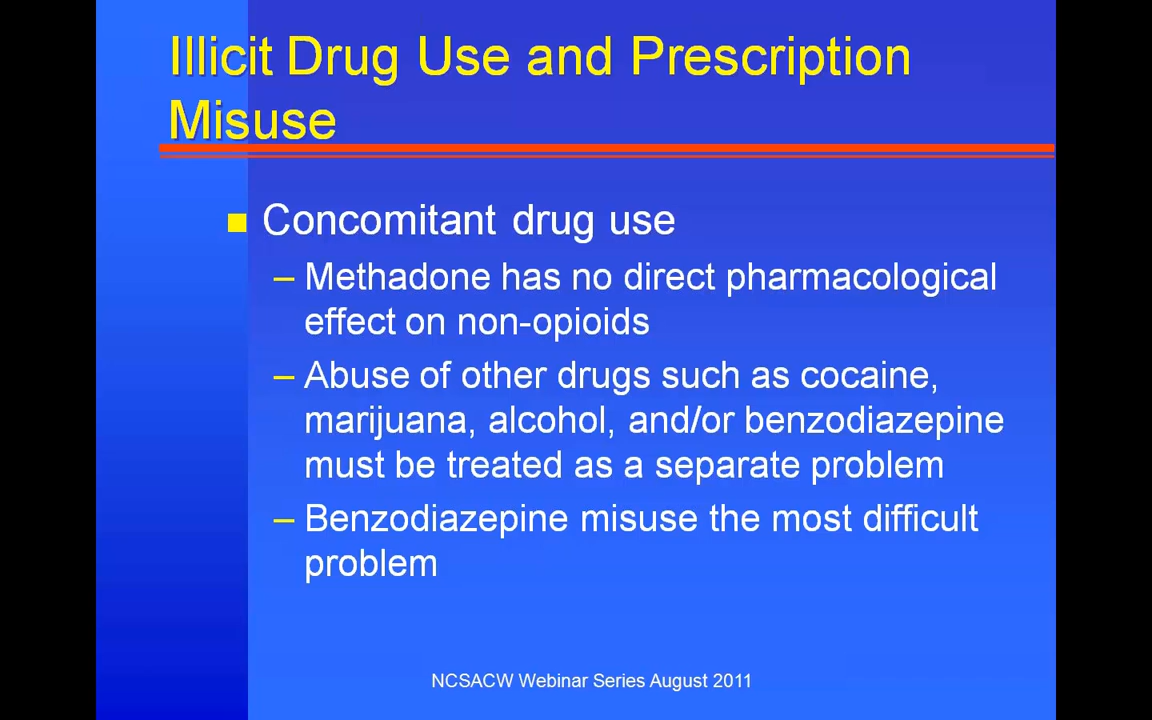 Illicit Drug Use and Prescription
Misuse
Concomitant drug use
– Methadone has no direct pharmacological
effect on non-opioids
– Abuse of other drugs such as cocaine,
marijuana, alcohol, and/or benzodiazepine
must be treated as a separate problem
– Benzodiazepine misuse the most difficult
problem
NCSACW Webinar Series August 2011